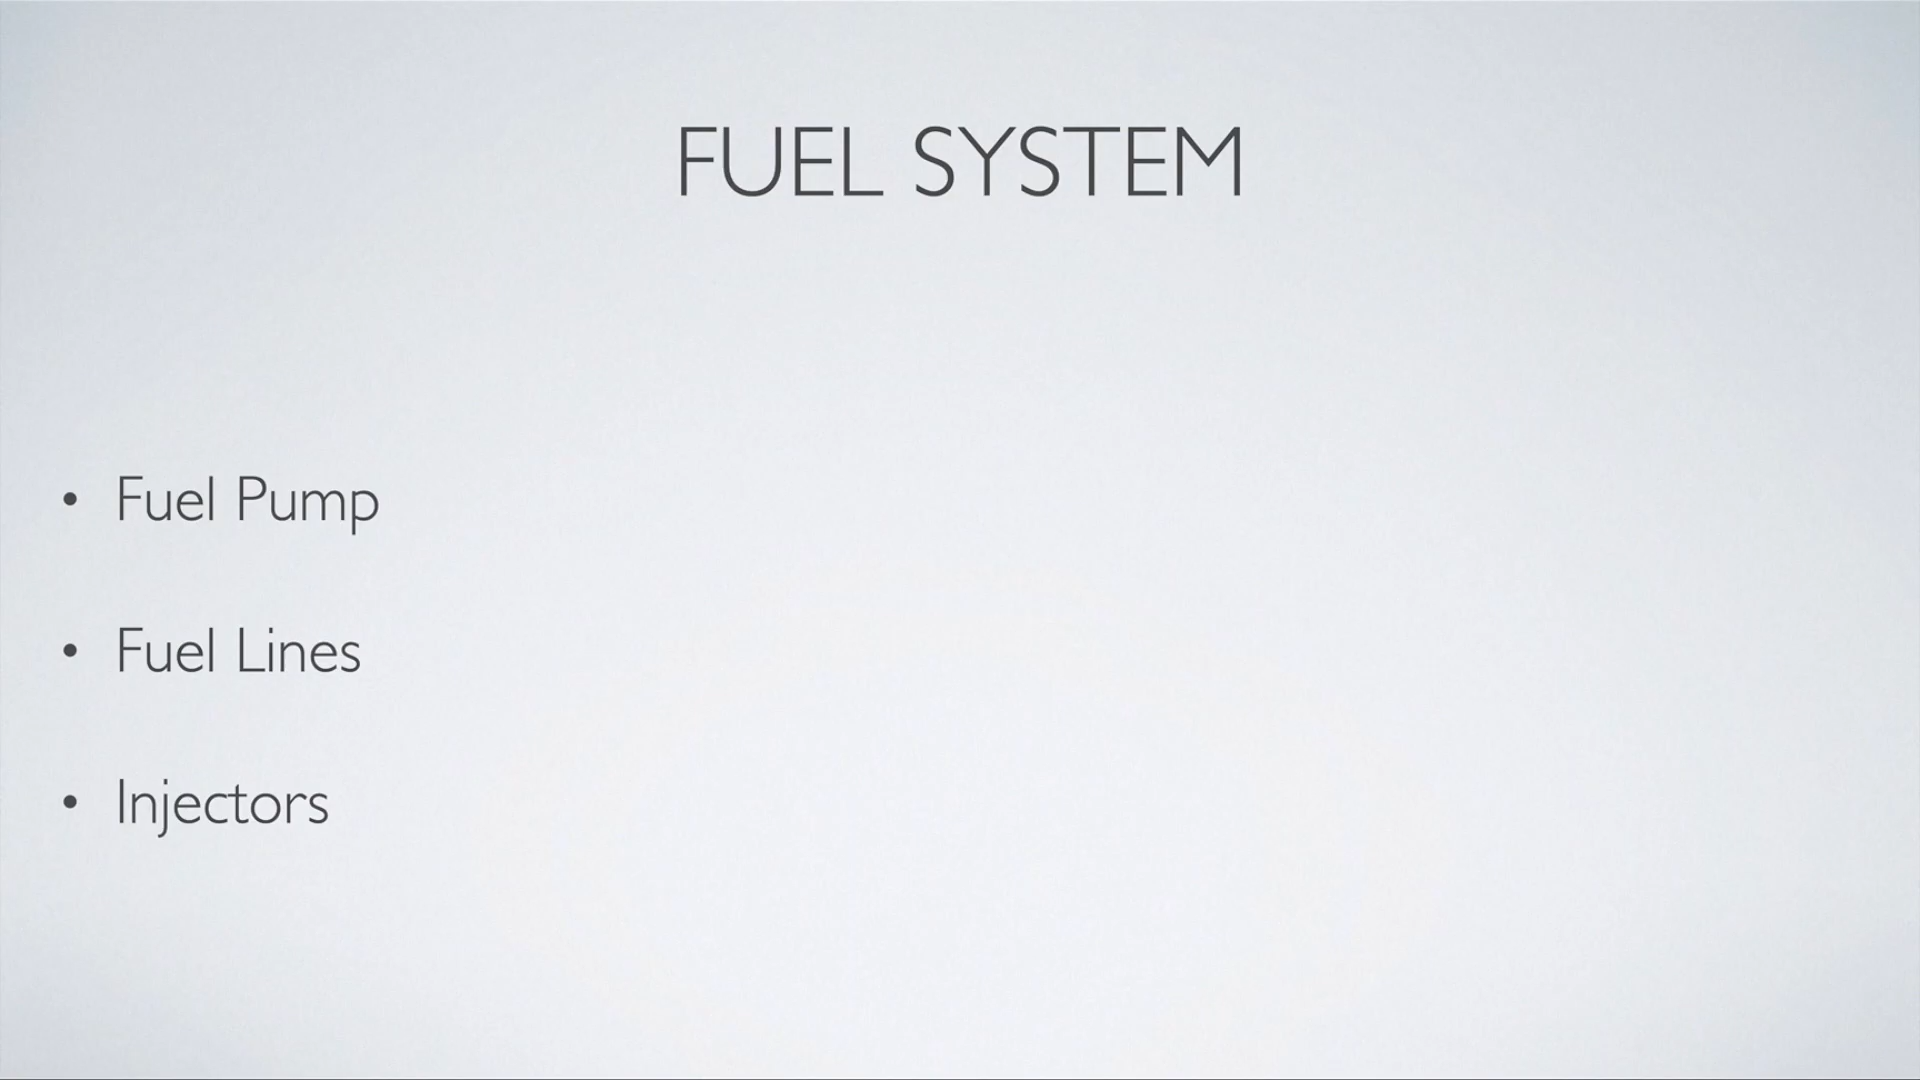 FUEL SYSTEM
• Fuel Pump
• Fuel Lines
• Injectors